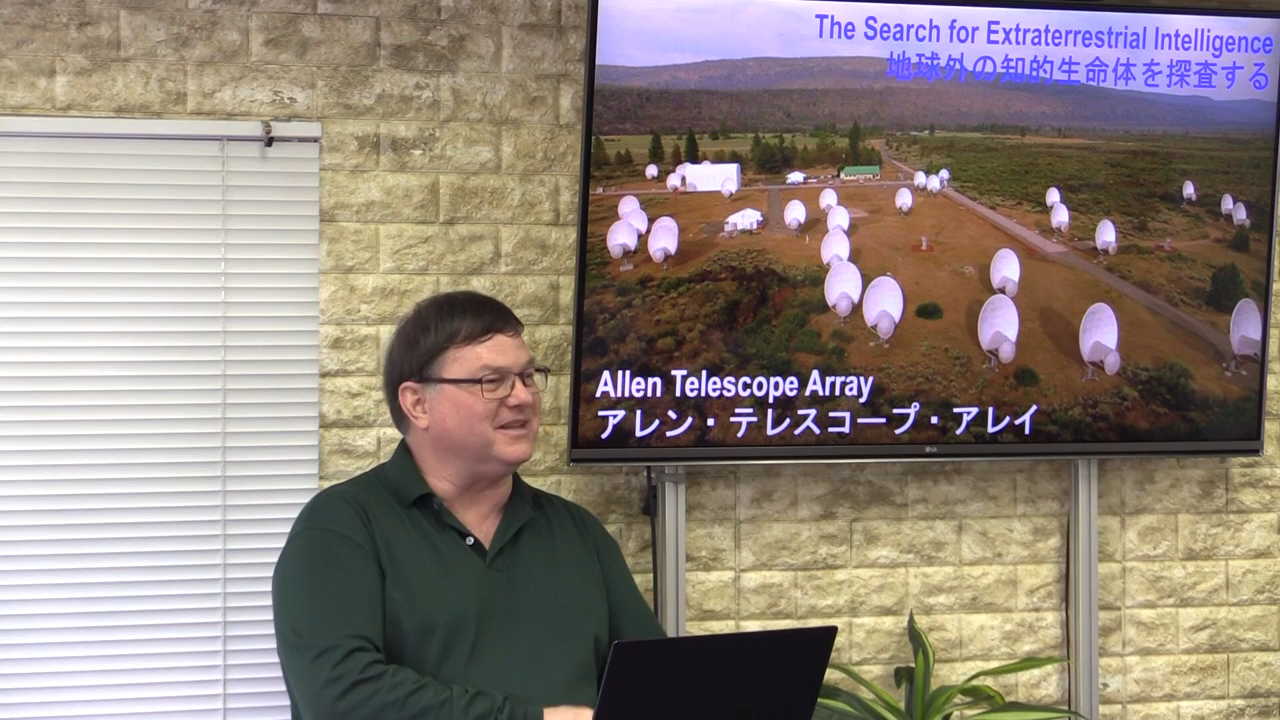 The Search for Extraterrestrial Intelligence
地球外の知的生命体を探査する
Allen Telescope Array
アレン・テレスコープ・アレイ
LG